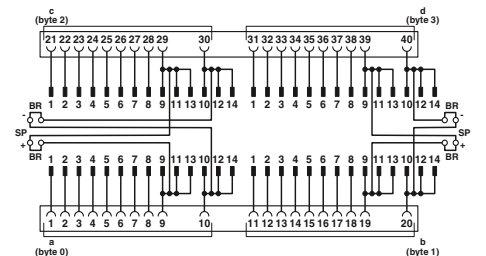 c d
(byte 2) (byte 3)
21 22 23 24 25 26 27 28 29 30 31 32 33 34 35 36 37 38 39 40
1 2 3 4 5 6 7 8 9 11 13 10 12 14 1 2 3 4 5 6 7 8 9 11 13 10 12 14
BR BR
- -
SP SP
+ +
BR BR
1 2 3 4 5 6 7 8 9 11 13 10 12 14 1 2 3 4 5 6 7 8 9 11 13 10 12 14
1 2 3 4 5 6 7 8 9 10 11 12 13 14 15 16 17 18 19 20
a b
(byte 0) (byte 1)